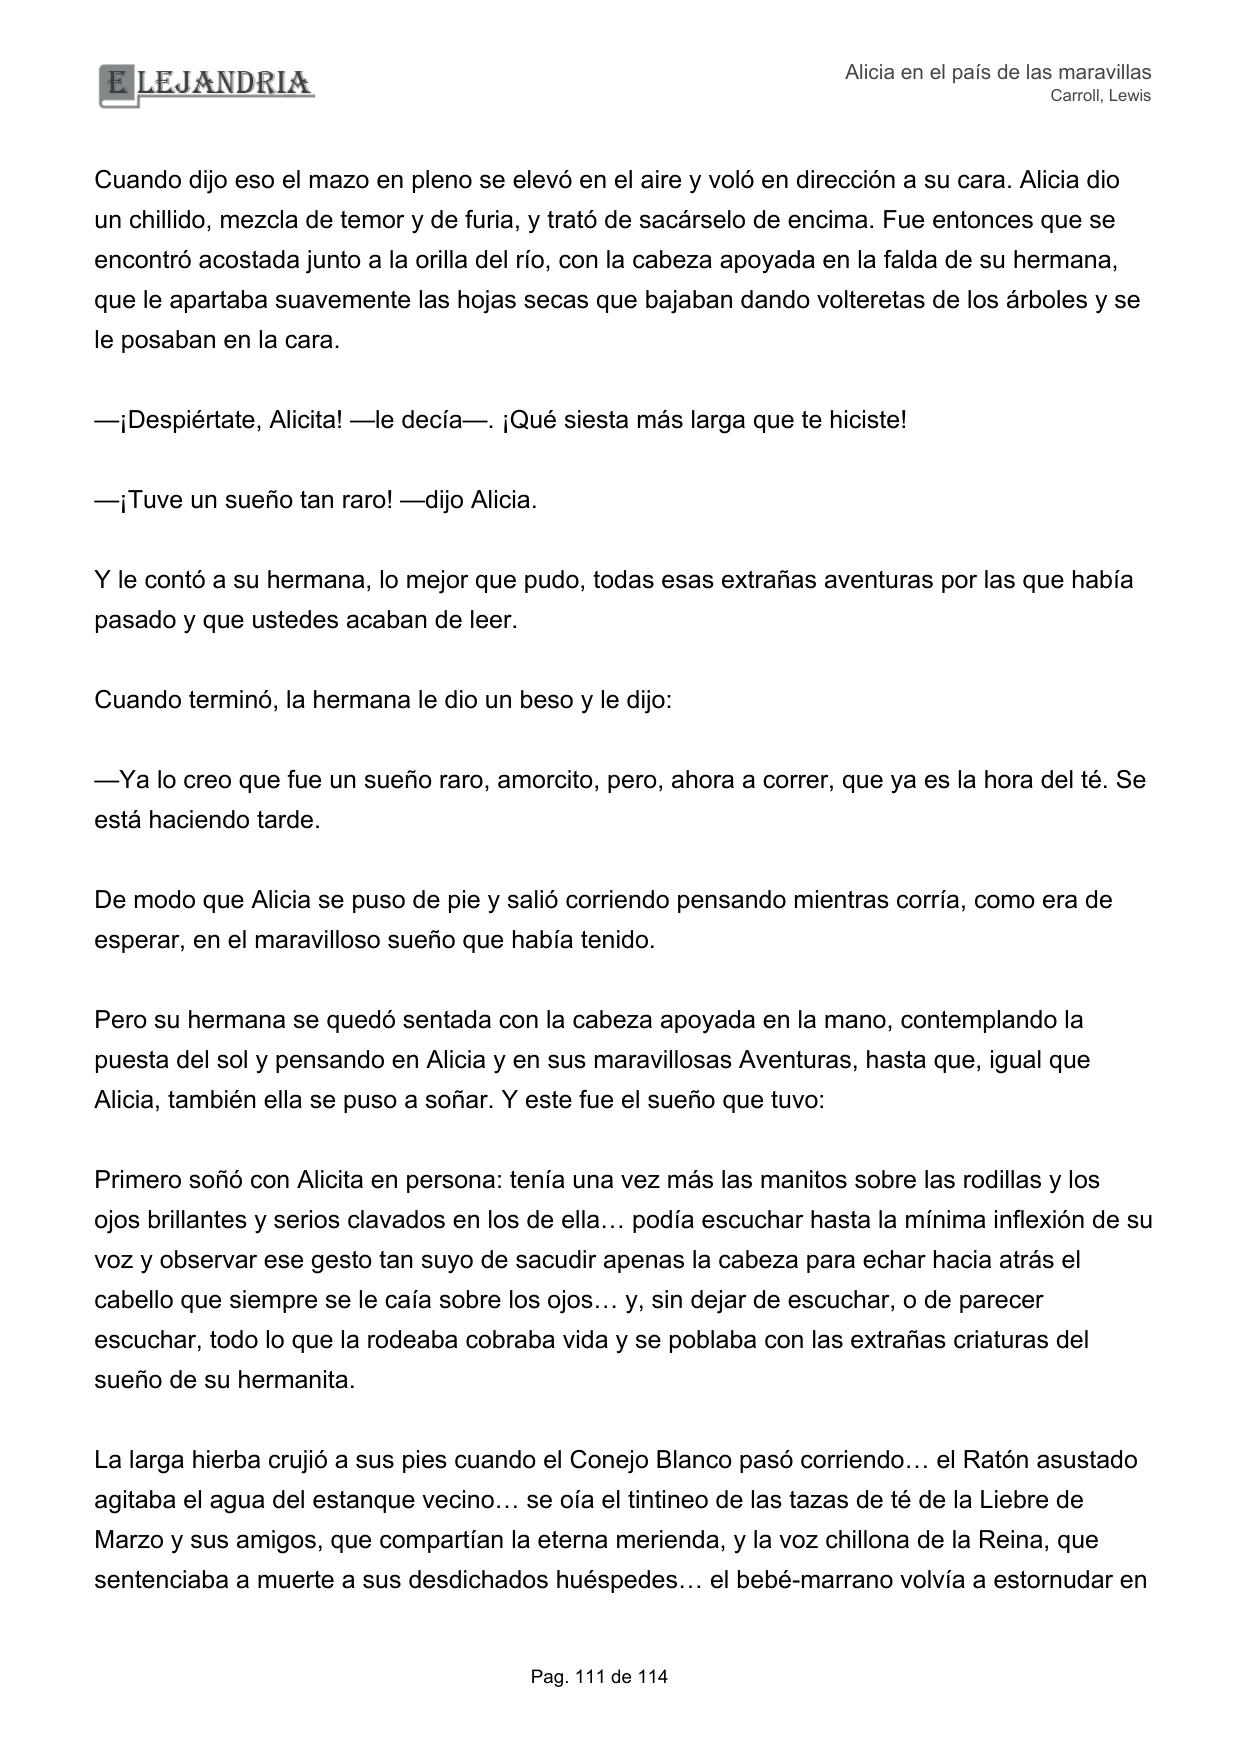 ELEJANDRIA
Alicia en el país de las maravillas
Carroll, Lewis
Cuando dijo eso el mazo en pleno se elevó en el aire y voló en dirección a su cara. Alicia dio
un chillido, mezcla de temor y de furia, y trató de sacárselo de encima. Fue entonces que se
encontró acostada junto a la orilla del río, con la cabeza apoyada en la falda de su hermana,
que le apartaba suavemente las hojas secas que bajaban dando volteretas de los árboles y se
le posaban en la cara.
—¡Despiértate, Alicita! —le decía—. ¡Qué siesta más larga que te hiciste!
—¡Tuve un sueño tan raro! —dijo Alicia.
Y le contó a su hermana, lo mejor que pudo, todas esas extrañas aventuras por las que había
pasado y que ustedes acaban de leer.
Cuando terminó, la hermana le dio un beso y le dijo:
—Ya lo creo que fue un sueño raro, amorcito, pero, ahora a correr, que ya es la hora del té. Se
está haciendo tarde.
De modo que Alicia se puso de pie y salió corriendo pensando mientras corría, como era de
esperar, en el maravilloso sueño que había tenido.
Pero su hermana se quedó sentada con la cabeza apoyada en la mano, contemplando la
puesta del sol y pensando en Alicia y en sus maravillosas Aventuras, hasta que, igual que
Alicia, también ella se puso a soñar. Y este fue el sueño que tuvo:
Primero soñó con Alicita en persona: tenía una vez más las manitos sobre las rodillas y los
ojos brillantes y serios clavados en los de ella… podía escuchar hasta la mínima inflexión de su
voz y observar ese gesto tan suyo de sacudir apenas la cabeza para echar hacia atrás el
cabello que siempre se le caía sobre los ojos… y, sin dejar de escuchar, o de parecer
escuchar, todo lo que la rodeaba cobraba vida y se poblaba con las extrañas criaturas del
sueño de su hermanita.
La larga hierba crujió a sus pies cuando el Conejo Blanco pasó corriendo… el Ratón asustado
agitaba el agua del estanque vecino… se oía el tintineo de las tazas de té de la Liebre de
Marzo y sus amigos, que compartían la eterna merienda, y la voz chillona de la Reina, que
sentenciaba a muerte a sus desdichados huéspedes… el bebé-marrano volvía a estornudar en
Pag. 111 de 114